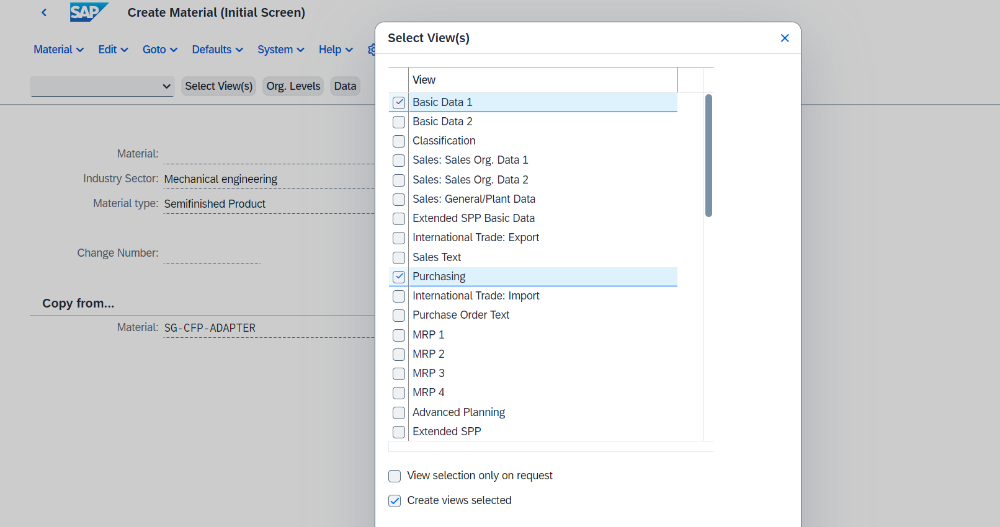 SAP Create Material (Initial Screen)
Material Edit Goto Defaults System Help
Select View(s) Org. Levels Data
Material:
Industry Sector: Mechanical engineering
Material type: Semifinished Product
Change Number:
Copy from...
Material: SG-CFP-ADAPTER
Select View(s)
View
Basic Data 1
Basic Data 2
Classification
Sales: Sales Org. Data 1
Sales: Sales Org. Data 2
Sales: General/Plant Data
Extended SPP Basic Data
International Trade: Export
Sales Text
Purchasing
International Trade: Import
Purchase Order Text
MRP 1
MRP 2
MRP 3
MRP 4
Advanced Planning
Extended SPP
View selection only on request
Create views selected